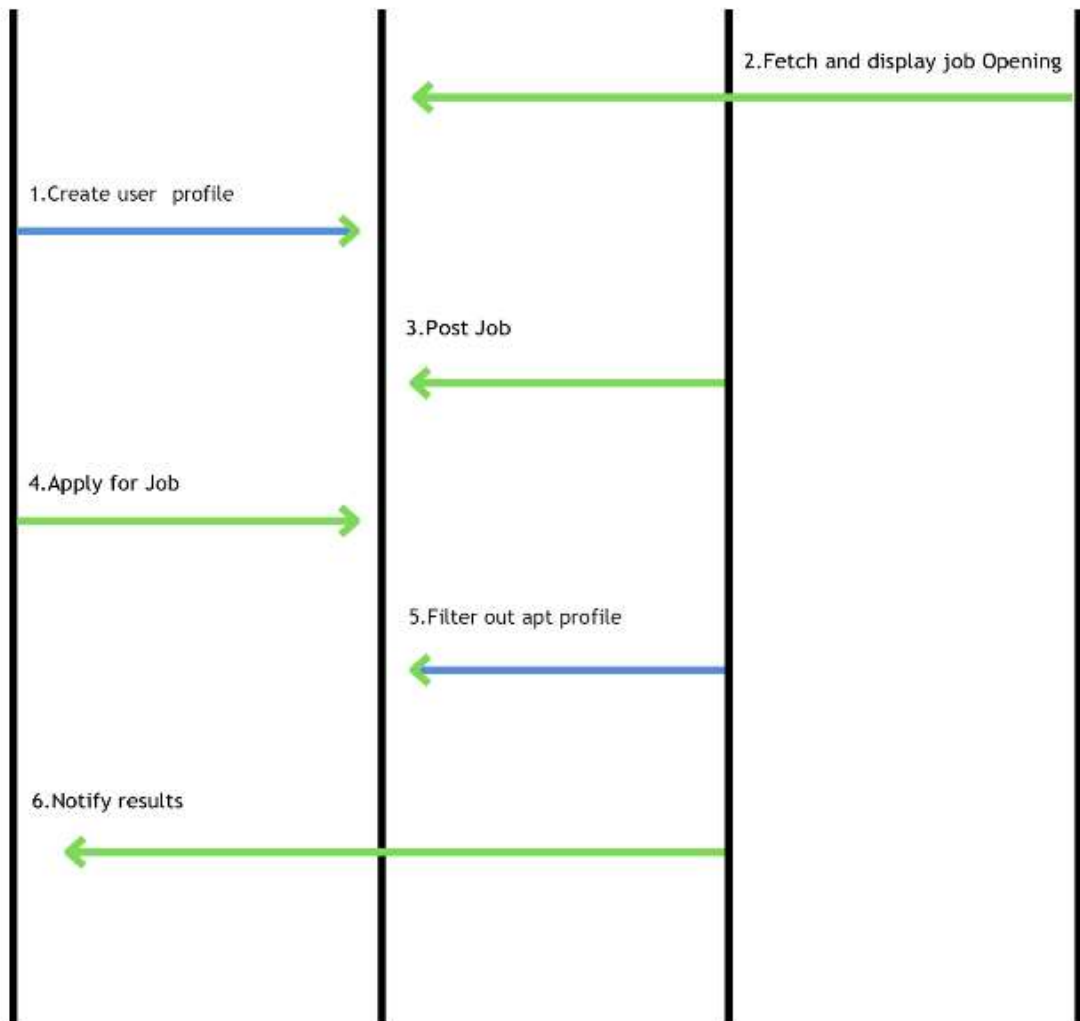 2.Fetch and display job Opening
1.Create user profile
3.Post Job
4.Apply for Job
5.Filter out apt profile
6.Notify results